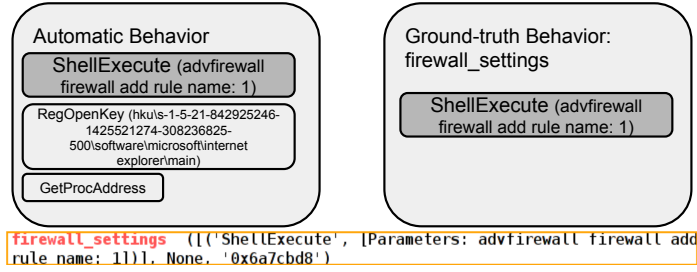 Automatic Behavior
ShellExecute (advfirewall
firewall add rule name: 1)
RegOpenKey (hku\s-1-5-21-842925246-
1425521274-308236825-
500\software\microsoft\internet
explorer\main)
GetProcAddress
Ground-truth Behavior:
firewall_settings
ShellExecute (advfirewall
firewall add rule name: 1)
firewall_settings ([('ShellExecute', [Parameters: advfirewall firewall add
rule name: 1])], None, '0x6a7cbd8')